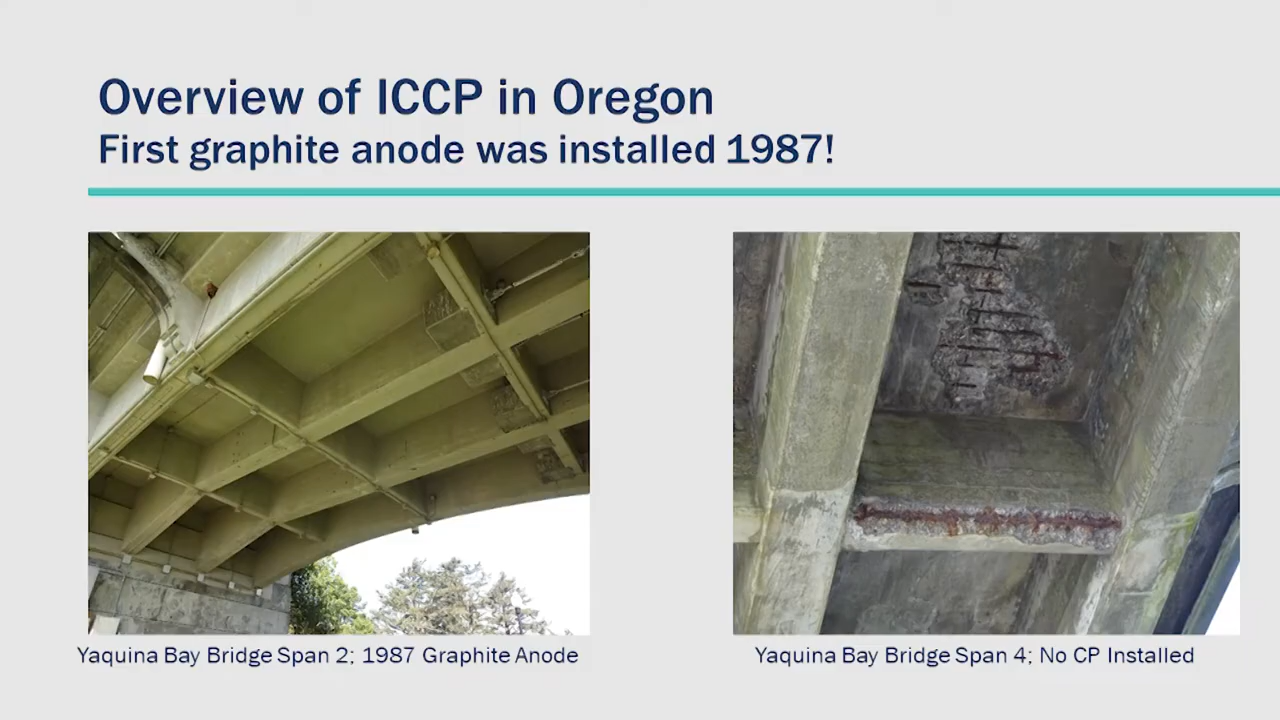 Overview of ICCP in Oregon
First graphite anode was installed 1987!
Yaquina Bay Bridge Span 2; 1987 Graphite Anode
Yaquina Bay Bridge Span 4; No CP Installed